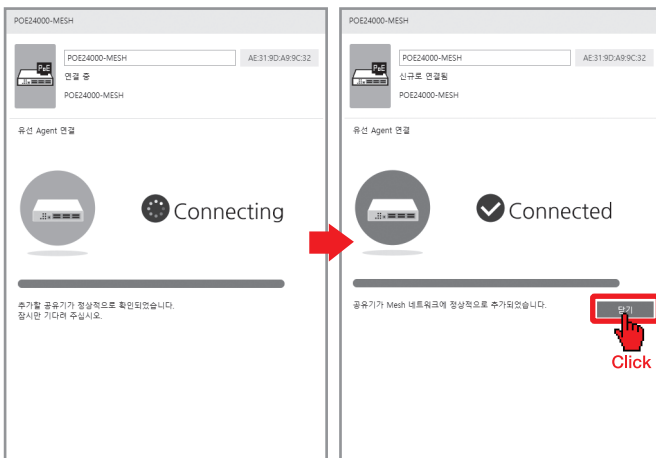 POE24000-MESH
PoE
POE24000-MESH
AE:31:9D:A9:9C:32
연결 중
POE24000-MESH
유선 Agent 연결
Connecting
추가할 공유기가 정상적으로 확인되었습니다.
잠시만 기다려 주십시오.
POE24000-MESH
PoE
POE24000-MESH
AE:31:9D:A9:9C:32
신규로 연결됨
POE24000-MESH
유선 Agent 연결
Connected
공유기가 Mesh 네트워크에 정상적으로 추가되었습니다.
닫기
Click